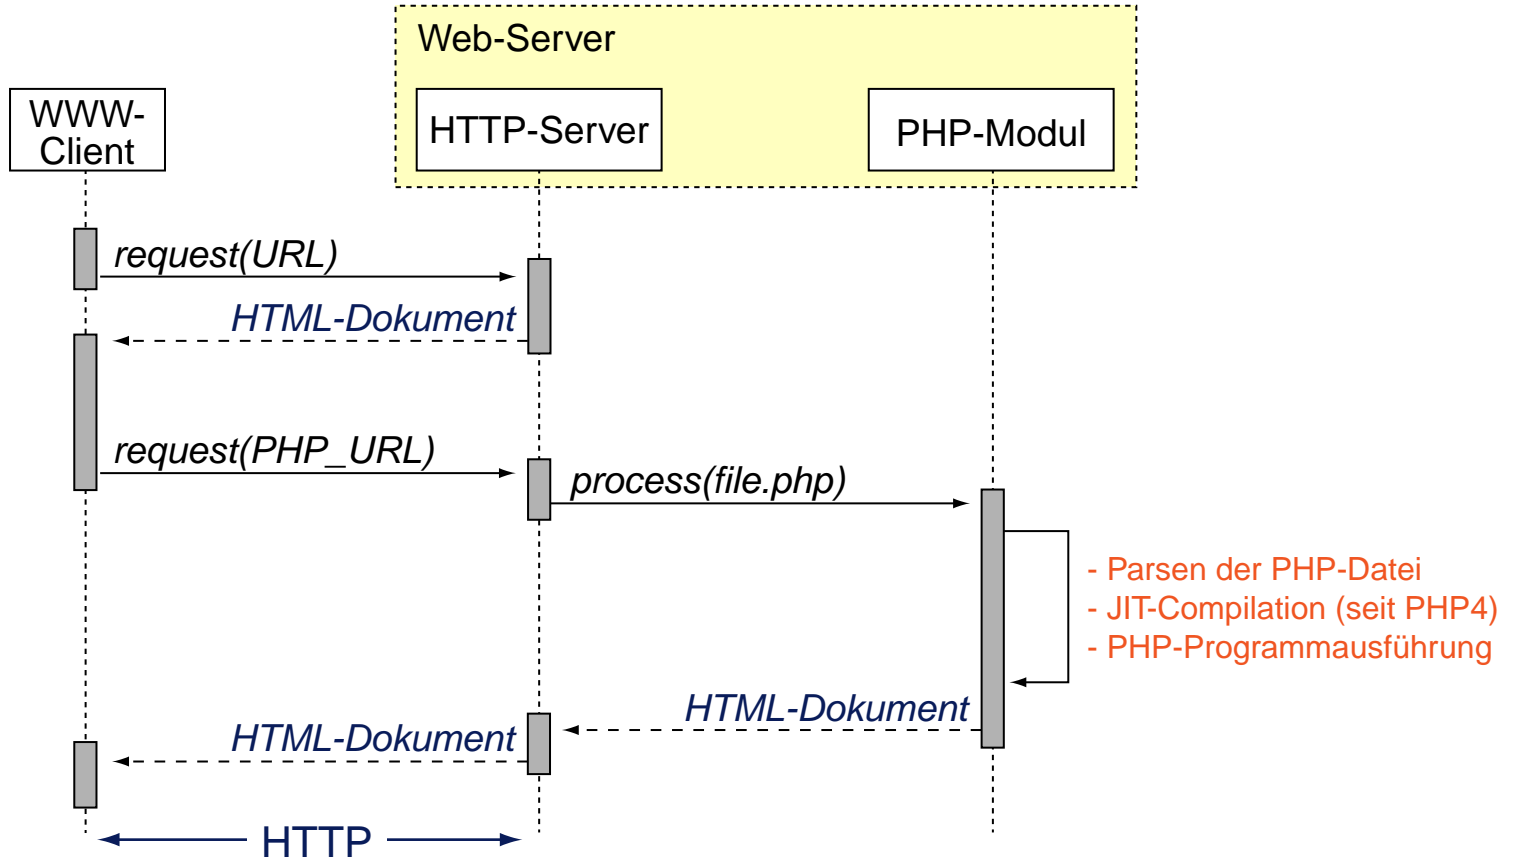 Web-Server
WWW-
Client
HTTP-Server
PHP-Modul
request(URL)
HTML-Dokument
request(PHP_URL)
process(file.php)
- Parsen der PHP-Datei
- JIT-Compilation (seit PHP4)
- PHP-Programmausführung
HTML-Dokument
HTML-Dokument
HTTP